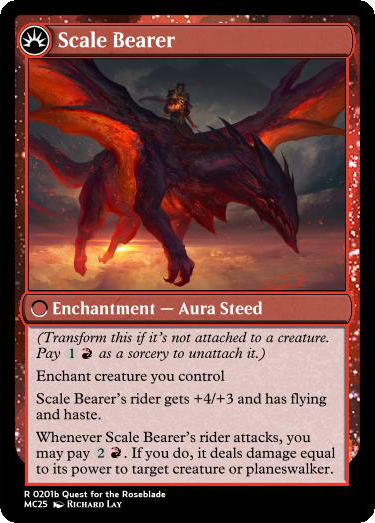 Scale Bearer
Enchantment — Aura Steed
(Transform this if it's not attached to a creature.
Pay 1 R as a sorcery to unattach it.)
Enchant creature you control
Scale Bearer's rider gets +4/+3 and has flying
and haste.
Whenever Scale Bearer's rider attacks, you
may pay 2 R. If you do, it deals damage equal
to its power to target creature or planeswalker.
R 0201b Quest for the Roseblade
MC25 Richard Lay